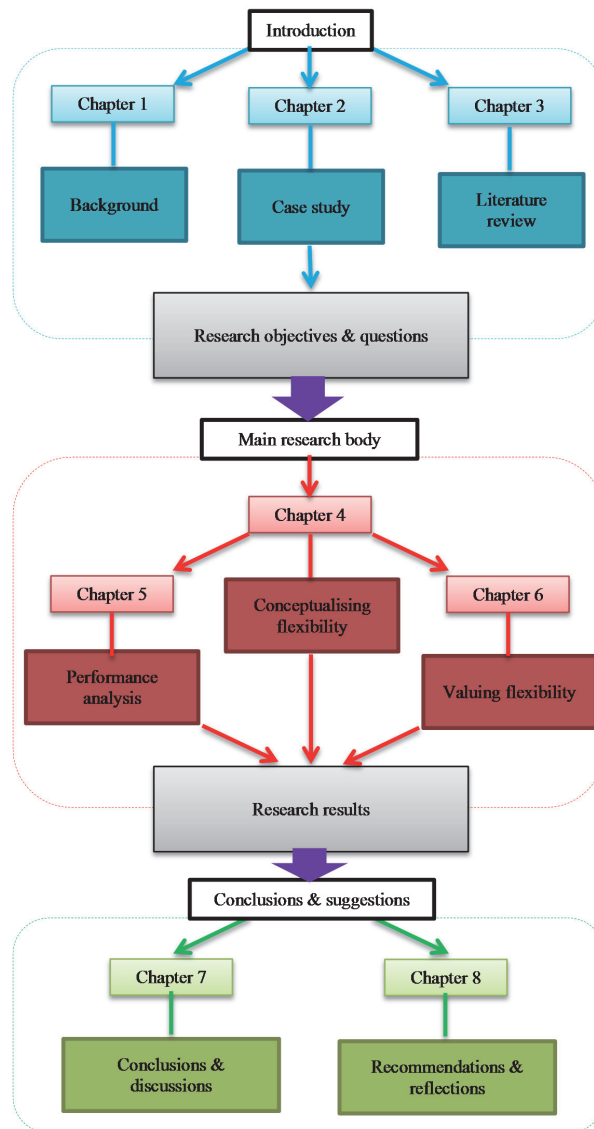 Introduction
Chapter 1
Chapter 2
Chapter 3
Background
Case study
Literature
review
Research objectives & questions
Main research body
Chapter 4
Chapter 5
Conceptualising
flexibility
Chapter 6
Performance
analysis
Valuing flexibility
Research results
Conclusions & suggestions
Chapter 7
Chapter 8
Conclusions &
discussions
Recommendations &
reflections